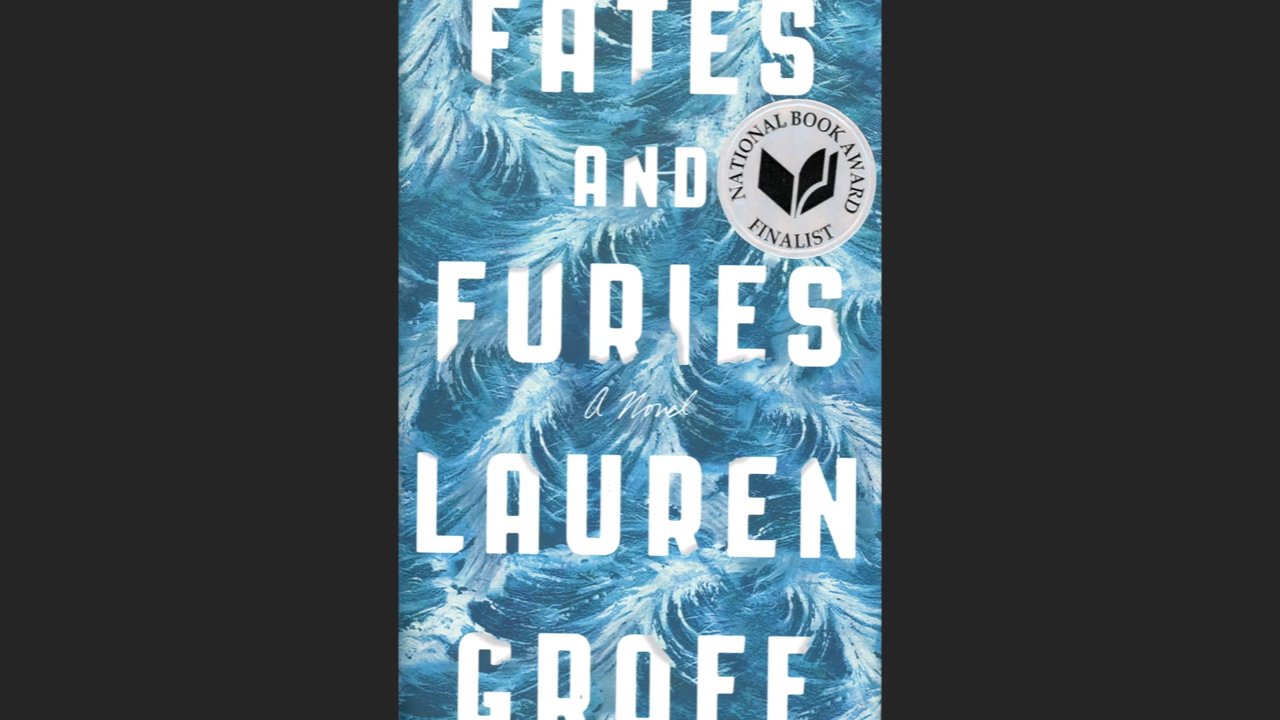 FATES
AND
NATIONAL BOOK AWARD
FINALIST
FURIES
A Novel
LAUREN
GROFF